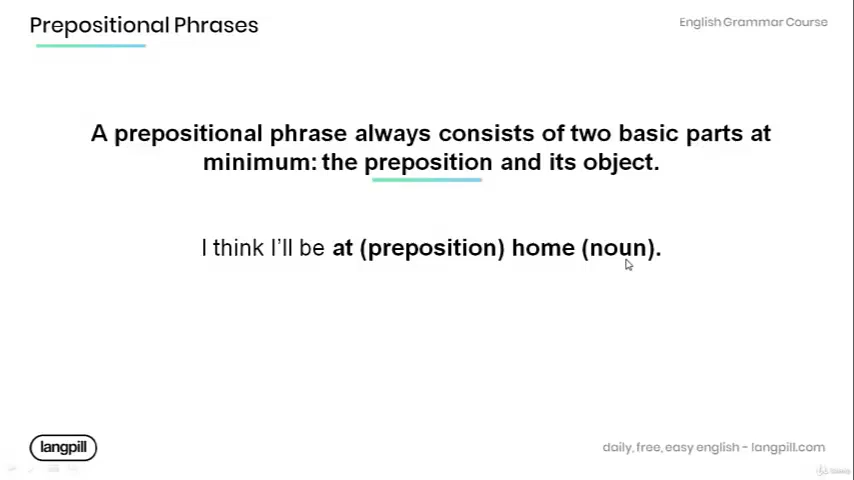 Prepositional Phrases
English Grammar Course
A prepositional phrase always consists of two basic parts at
minimum: the preposition and its object.
I think I'll be at (preposition) home (noun).
langpill
daily, free, easy english - langpill.com